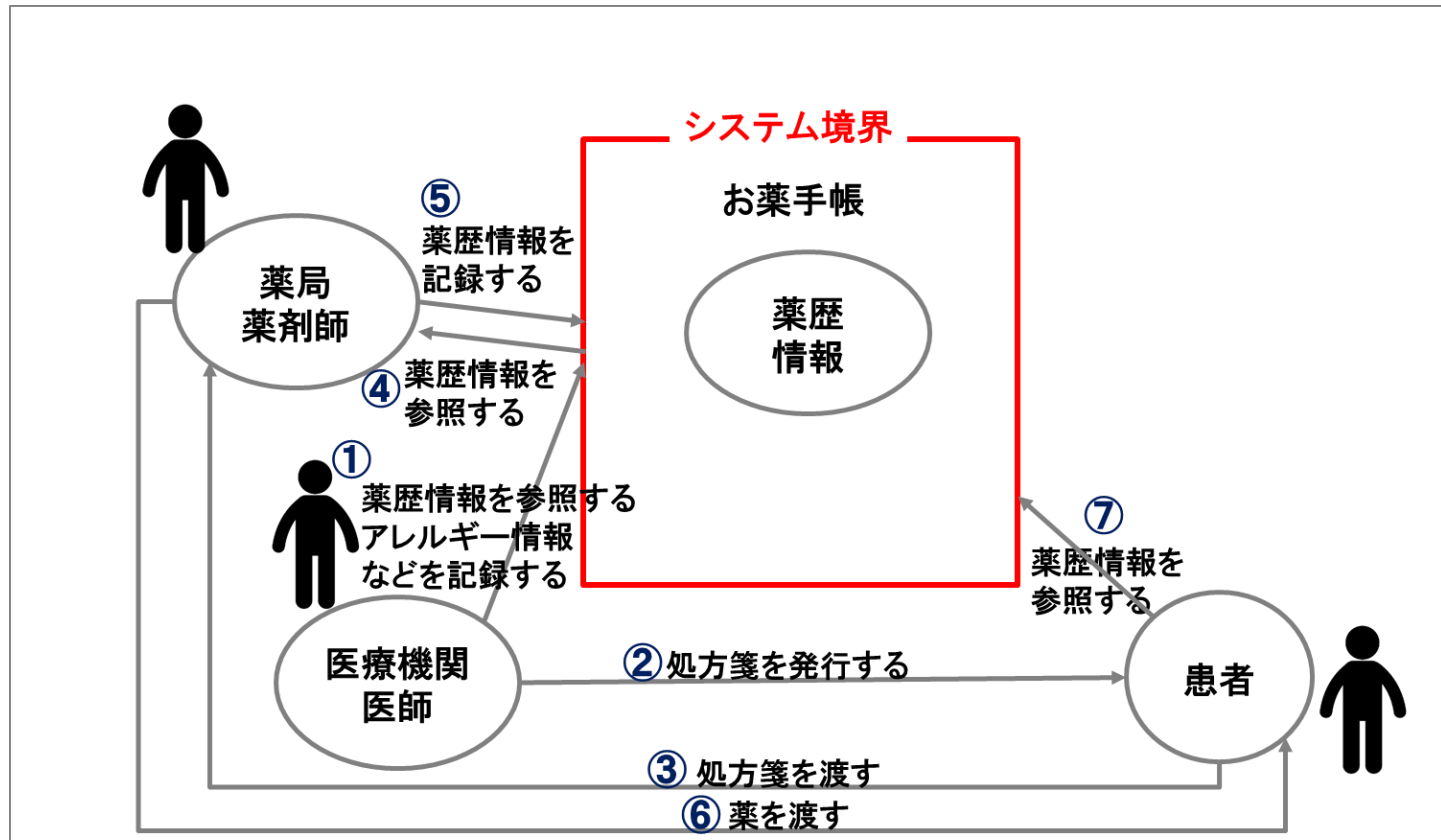 システム境界
お薬手帳
薬歴
情報
⑤
薬歴情報を
記録する
薬局
薬剤師
④
薬歴情報を
参照する
①
薬歴情報を参照する
アレルギー情報
などを記録する
⑦
薬歴情報を
参照する
医療機関
医師
②処方箋を発行する
患者
③ 処方箋を渡す
⑥ 薬を渡す